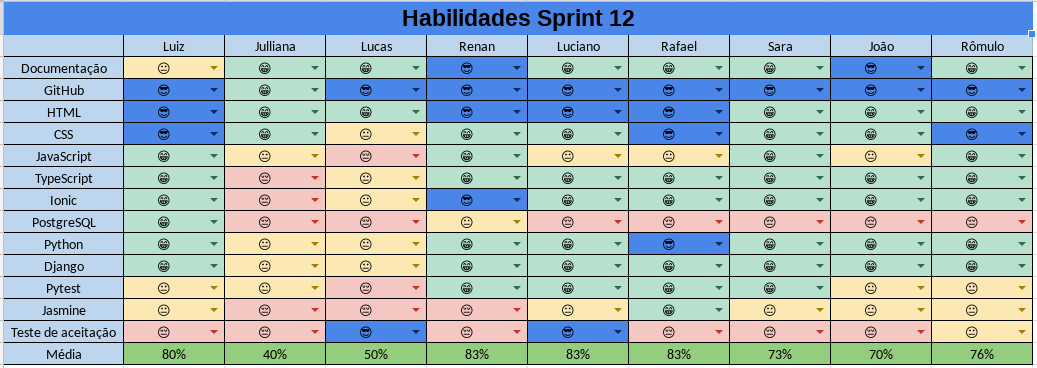 Habilidades Sprint 12
Luiz Julliana Lucas Renan Luciano Rafael Sara João Rômulo
Documentação 😐 😁 😁 😎 😁 😁 😁 😎 😁
GitHub 😎 😁 😎 😎 😎 😎 😎 😎 😎
HTML 😎 😁 😁 😎 😎 😎 😁 😁 😁
CSS 😎 😁 😐 😁 😁 😎 😁 😁 😎
JavaScript 😁 😐 😔 😁 😐 😐 😁 😐 😁
TypeScript 😁 😔 😐 😁 😁 😁 😁 😁 😁
Ionic 😁 😔 😐 😎 😁 😁 😁 😁 😁
PostgreSQL 😁 😔 😔 😐 😔 😔 😔 😔 😔
Python 😁 😐 😐 😁 😁 😎 😁 😁 😁
Django 😁 😐 😐 😁 😁 😁 😁 😁 😁
Pytest 😐 😐 😔 😁 😁 😁 😁 😐 😐
Jasmine 😐 😔 😔 😔 😐 😁 😐 😐 😐
Teste de aceitação 😔 😔 😎 😔 😎 😔 😔 😔 😐
Média 80% 40% 50% 83% 83% 83% 73% 70% 76%